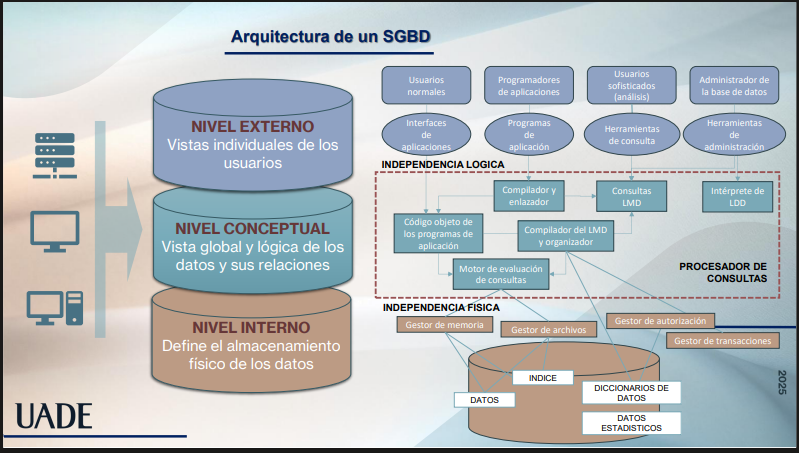 Arquitectura de un SGBD
NIVEL EXTERNO
Vistas individuales de los
usuarios
NIVEL CONCEPTUAL
Vista global y lógica de los
datos y sus relaciones
NIVEL INTERNO
Define el almacenamiento
físico de los datos
Usuarios
normales
Programadores
de aplicaciones
Usuarios
sofisticados
(análisis)
Administrador de
la base de datos
Interfaces
de
aplicaciones
Programas
de
aplicación
Herramientas
de consulta
Herramientas
de
administración
INDEPENDENCIA LOGICA
Compilador y
enlazador
Consultas
LMD
Intérprete de
LDD
Código objeto de
los programas de
aplicación
Compilador del LMD
y organizador
Motor de evaluación
de consultas
PROCESADOR DE
CONSULTAS
INDEPENDENCIA FÍSICA
Gestor de memoria
Gestor de archivos
Gestor de autorización
Gestor de transacciones
INDICE
DATOS
DICCIONARIOS DE
DATOS
DATOS
ESTADISTICOS
2025
UADE